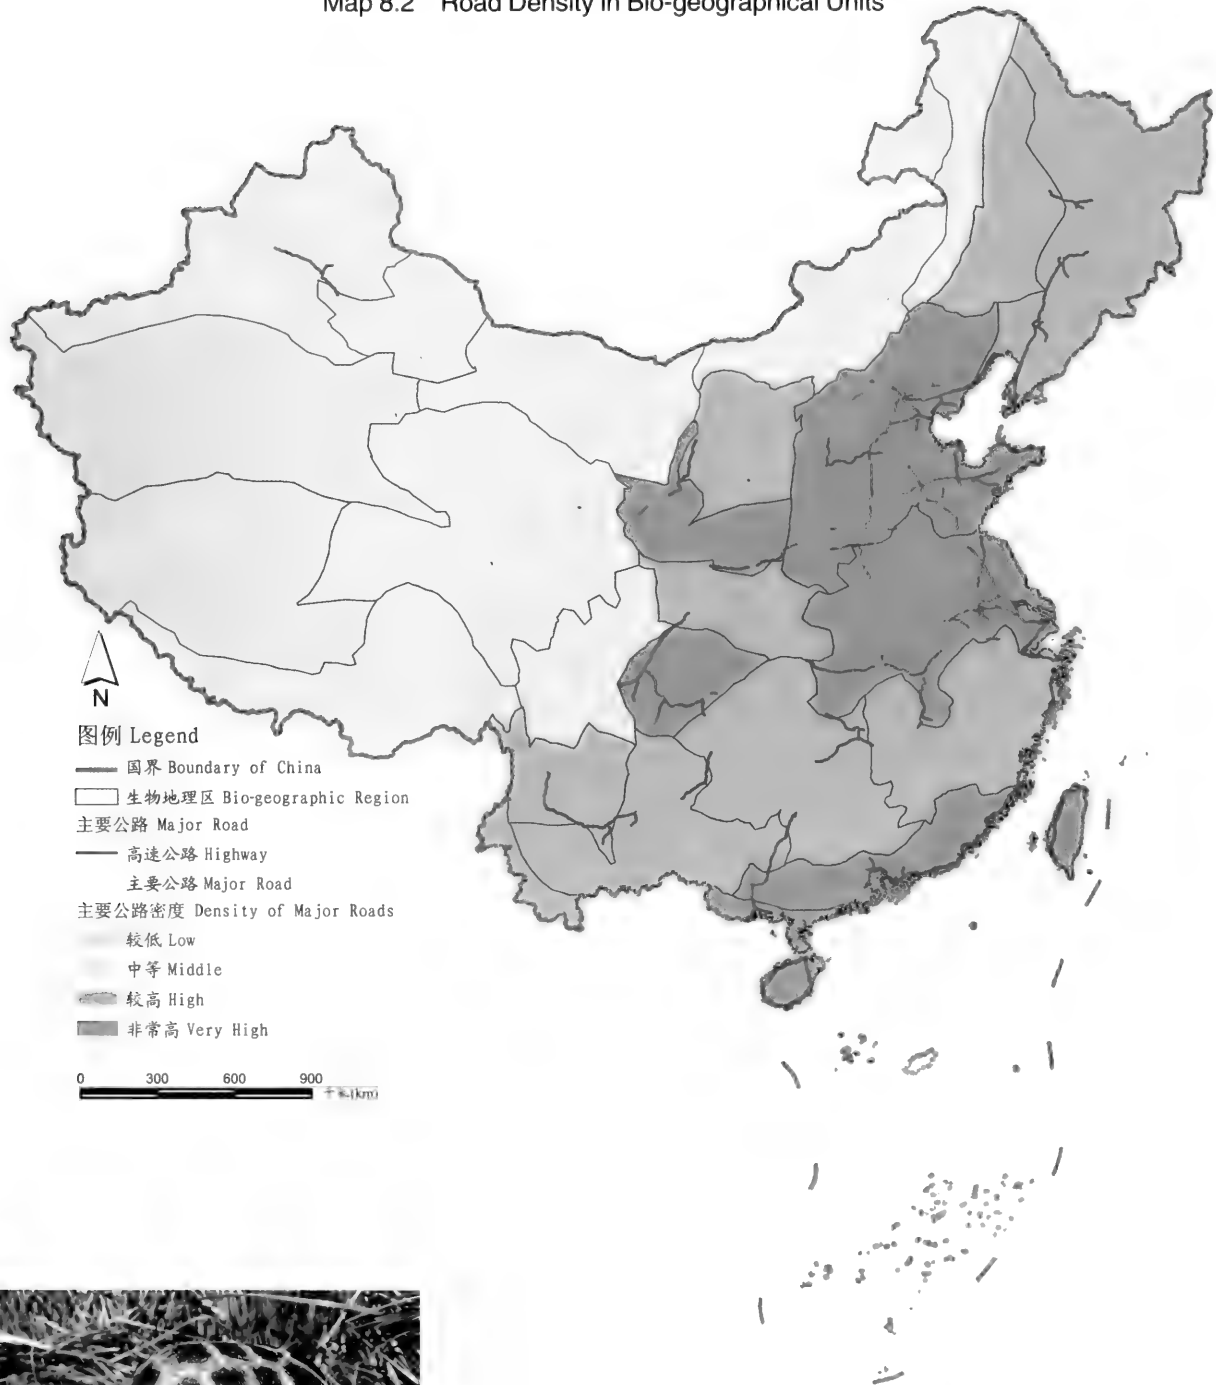 Map 8.2 Road Density in Bio-geographical Units
N
图例 Legend
国界 Boundary of China
生物地理区 Bio-geographic Region
主要公路 Major Road
高速公路 Highway
主要公路 Major Road
主要公路密度 Density of Major Roads
较低 Low
中等 Middle
较高 High
非常高 Very High
0 300 600 900
千米(km)